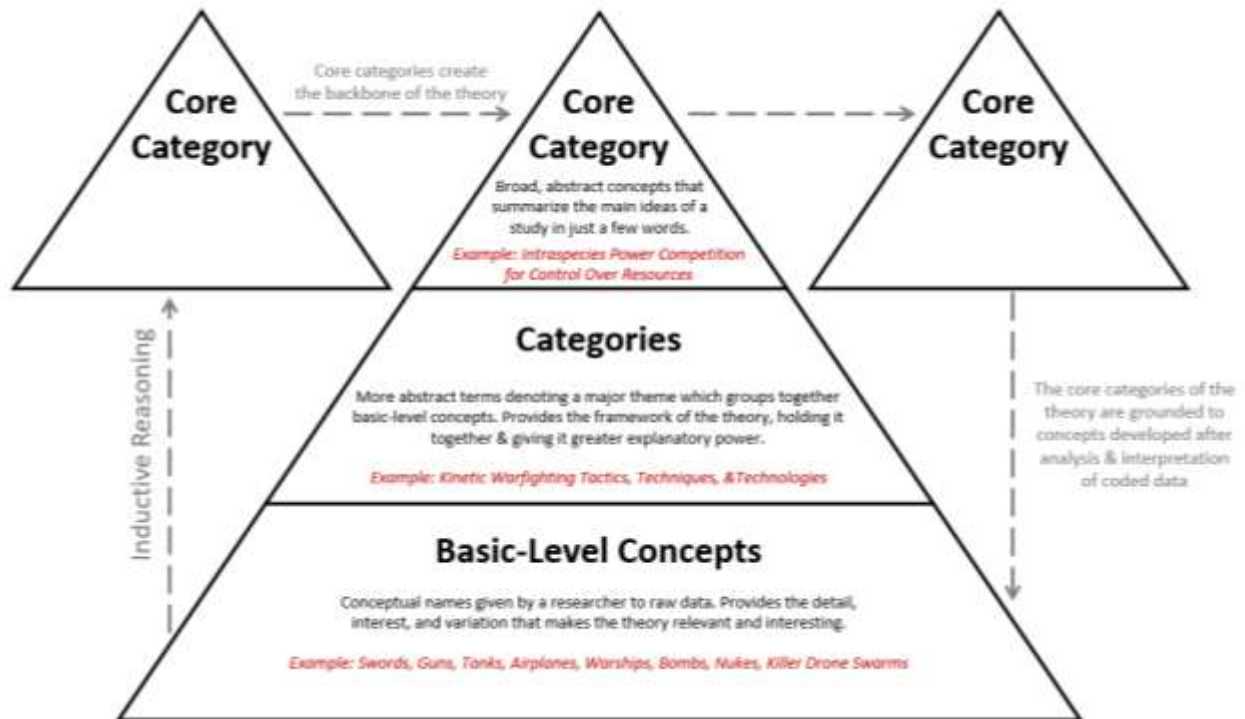 Core
Category
Core categories create
the backbone of the theory
Core
Category
Broad, abstract concepts that
summarize the main ideas of a
study in just a few words.
Example: Intraspecies Power Competition
for Control Over Resources
Core
Category
Inductive Reasoning
Categories
More abstract terms denoting a major theme which groups together
basic-level concepts. Provides the framework of the theory, holding it
together & giving it greater explanatory power.
Example: Kinetic Warfighting Tactics, Techniques, &Technologies
The core categories of the
theory are grounded to
concepts developed after
analysis & interpretation
of coded data
Basic-Level Concepts
Conceptual names given by a researcher to raw data. Provides the detail,
interest, and variation that makes the theory relevant and interesting.
Example: Swords, Guns, Tanks, Airplanes, Warships, Bombs, Nukes, Killer Drone Swarms